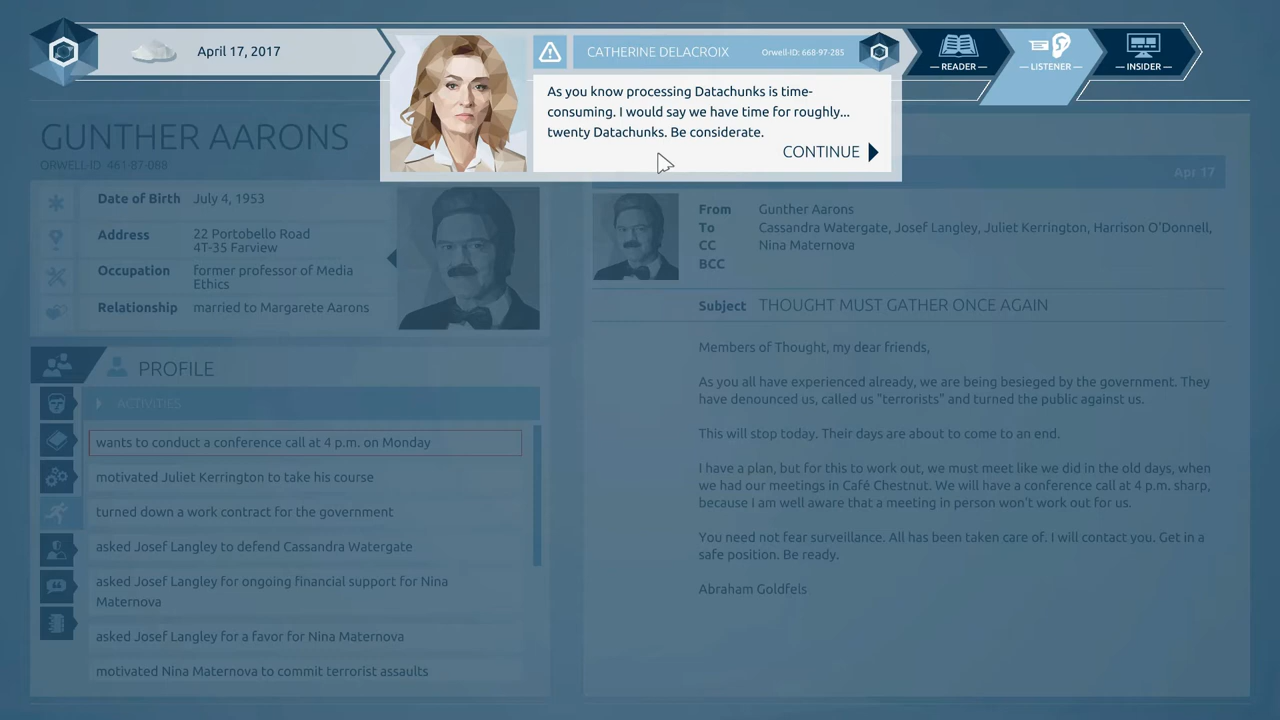 April 17, 2017
CATHERINE DELACROIX
Orwell-ID: 668-97-285
As you know processing Datachunks is time-
consuming. I would say we have time for roughly...
twenty Datachunks. Be considerate.
CONTINUE
— READER —
— LISTENER —
— INSIDER —
GUNTHER AARONS
ORWELL-ID: 461-87-089
Date of Birth July 4, 1953
Address 22 Portobello Road
4T-35 Farview
Occupation former professor of Media
Ethics
Relationship married to Margarete Aarons
PROFILE
ACTIVITIES
wants to conduct a conference call at 4 p.m. on Monday
motivated Juliet Kerrington to take his course
turned down a work contract for the government
asked Josef Langley to defend Cassandra Watergate
asked Josef Langley for ongoing financial support for Nina
Maternova
asked Josef Langley for a favor for Nina Maternova
motivated Nina Maternova to commit terrorist assaults
Apr 17
From Gunther Aarons
To Cassandra Watergate, Josef Langley, Juliet Kerrington, Harrison O'Donnell,
CC Nina Maternova
BCC
Subject THOUGHT MUST GATHER ONCE AGAIN
Members of Thought, my dear friends,
As you all have experienced already, we are being besieged by the government. They
have denounced us, called us "terrorists" and turned the public against us.
This will stop today. Their days are about to come to an end.
I have a plan, but for this to work out, we must meet like we did in the old days, when
we had our meetings in Café Chestnut. We will have a conference call at 4 p.m. sharp,
because I am well aware that a meeting in person won't work out for us.
You need not fear surveillance. All has been taken care of. I will contact you. Get in a
safe position. Be ready.
Abraham Goldfels